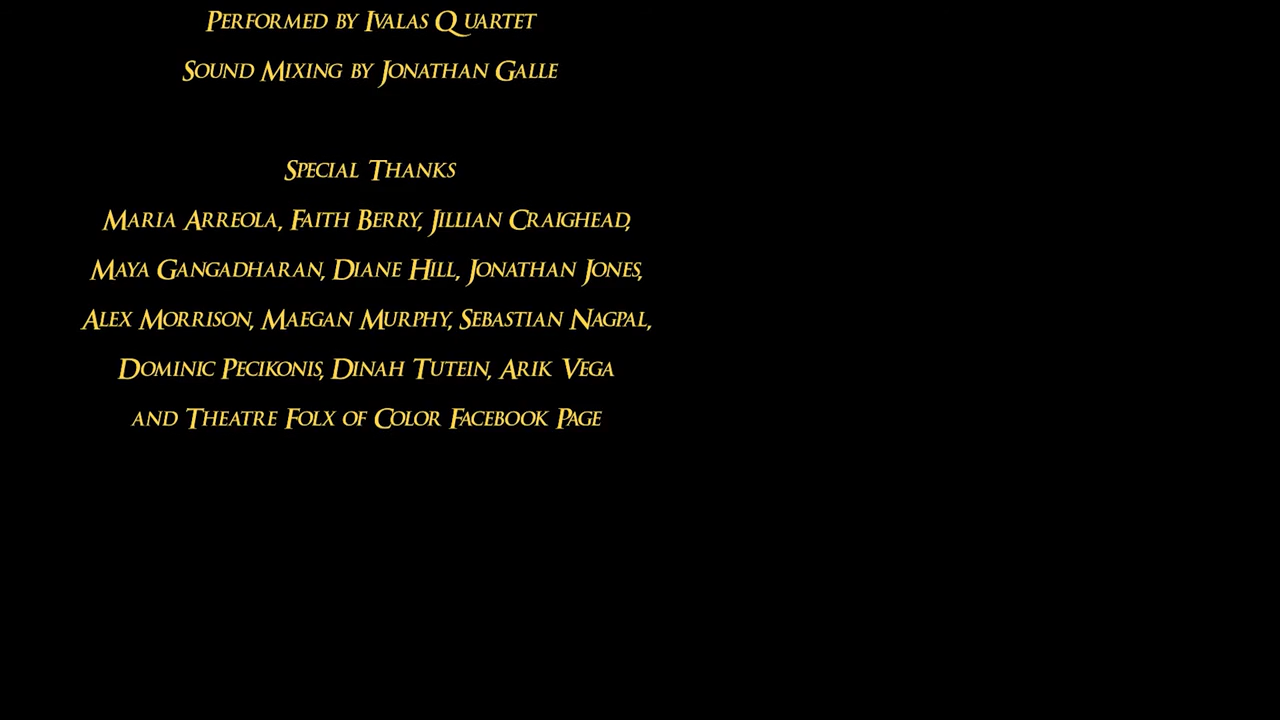 Performed by Ivalas Quartet
Sound Mixing by Jonathan Galle
Special Thanks
Maria Arreola, Faith Berry, Jillian Craighead,
Maya Gangadharan, Diane Hill, Jonathan Jones,
Alex Morrison, Maegan Murphy, Sebastian Nagpal,
Dominic Pecikonis, Dinah Tutein, Arik Vega
and Theatre Folx of Color Facebook Page